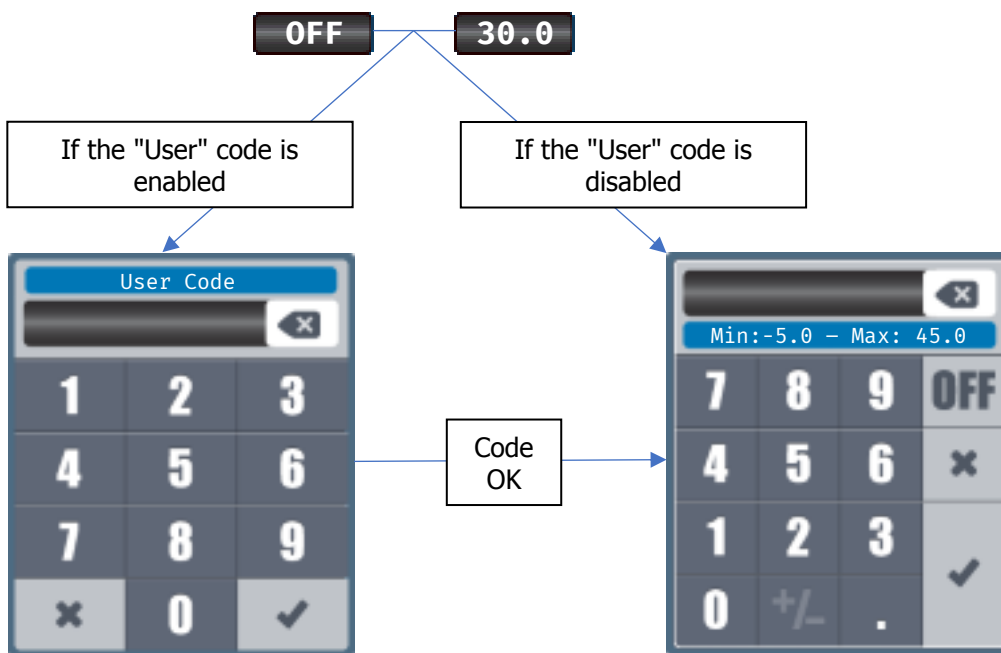 OFF 30.0
If the "User" code is
enabled
If the "User" code is
disabled
User Code
1 2 3
4 5 6
7 8 9
0
Code
OK
Min:-5.0 – Max: 45.0
7 8 9 OFF
4 5 6
1 2 3
0 +/- .